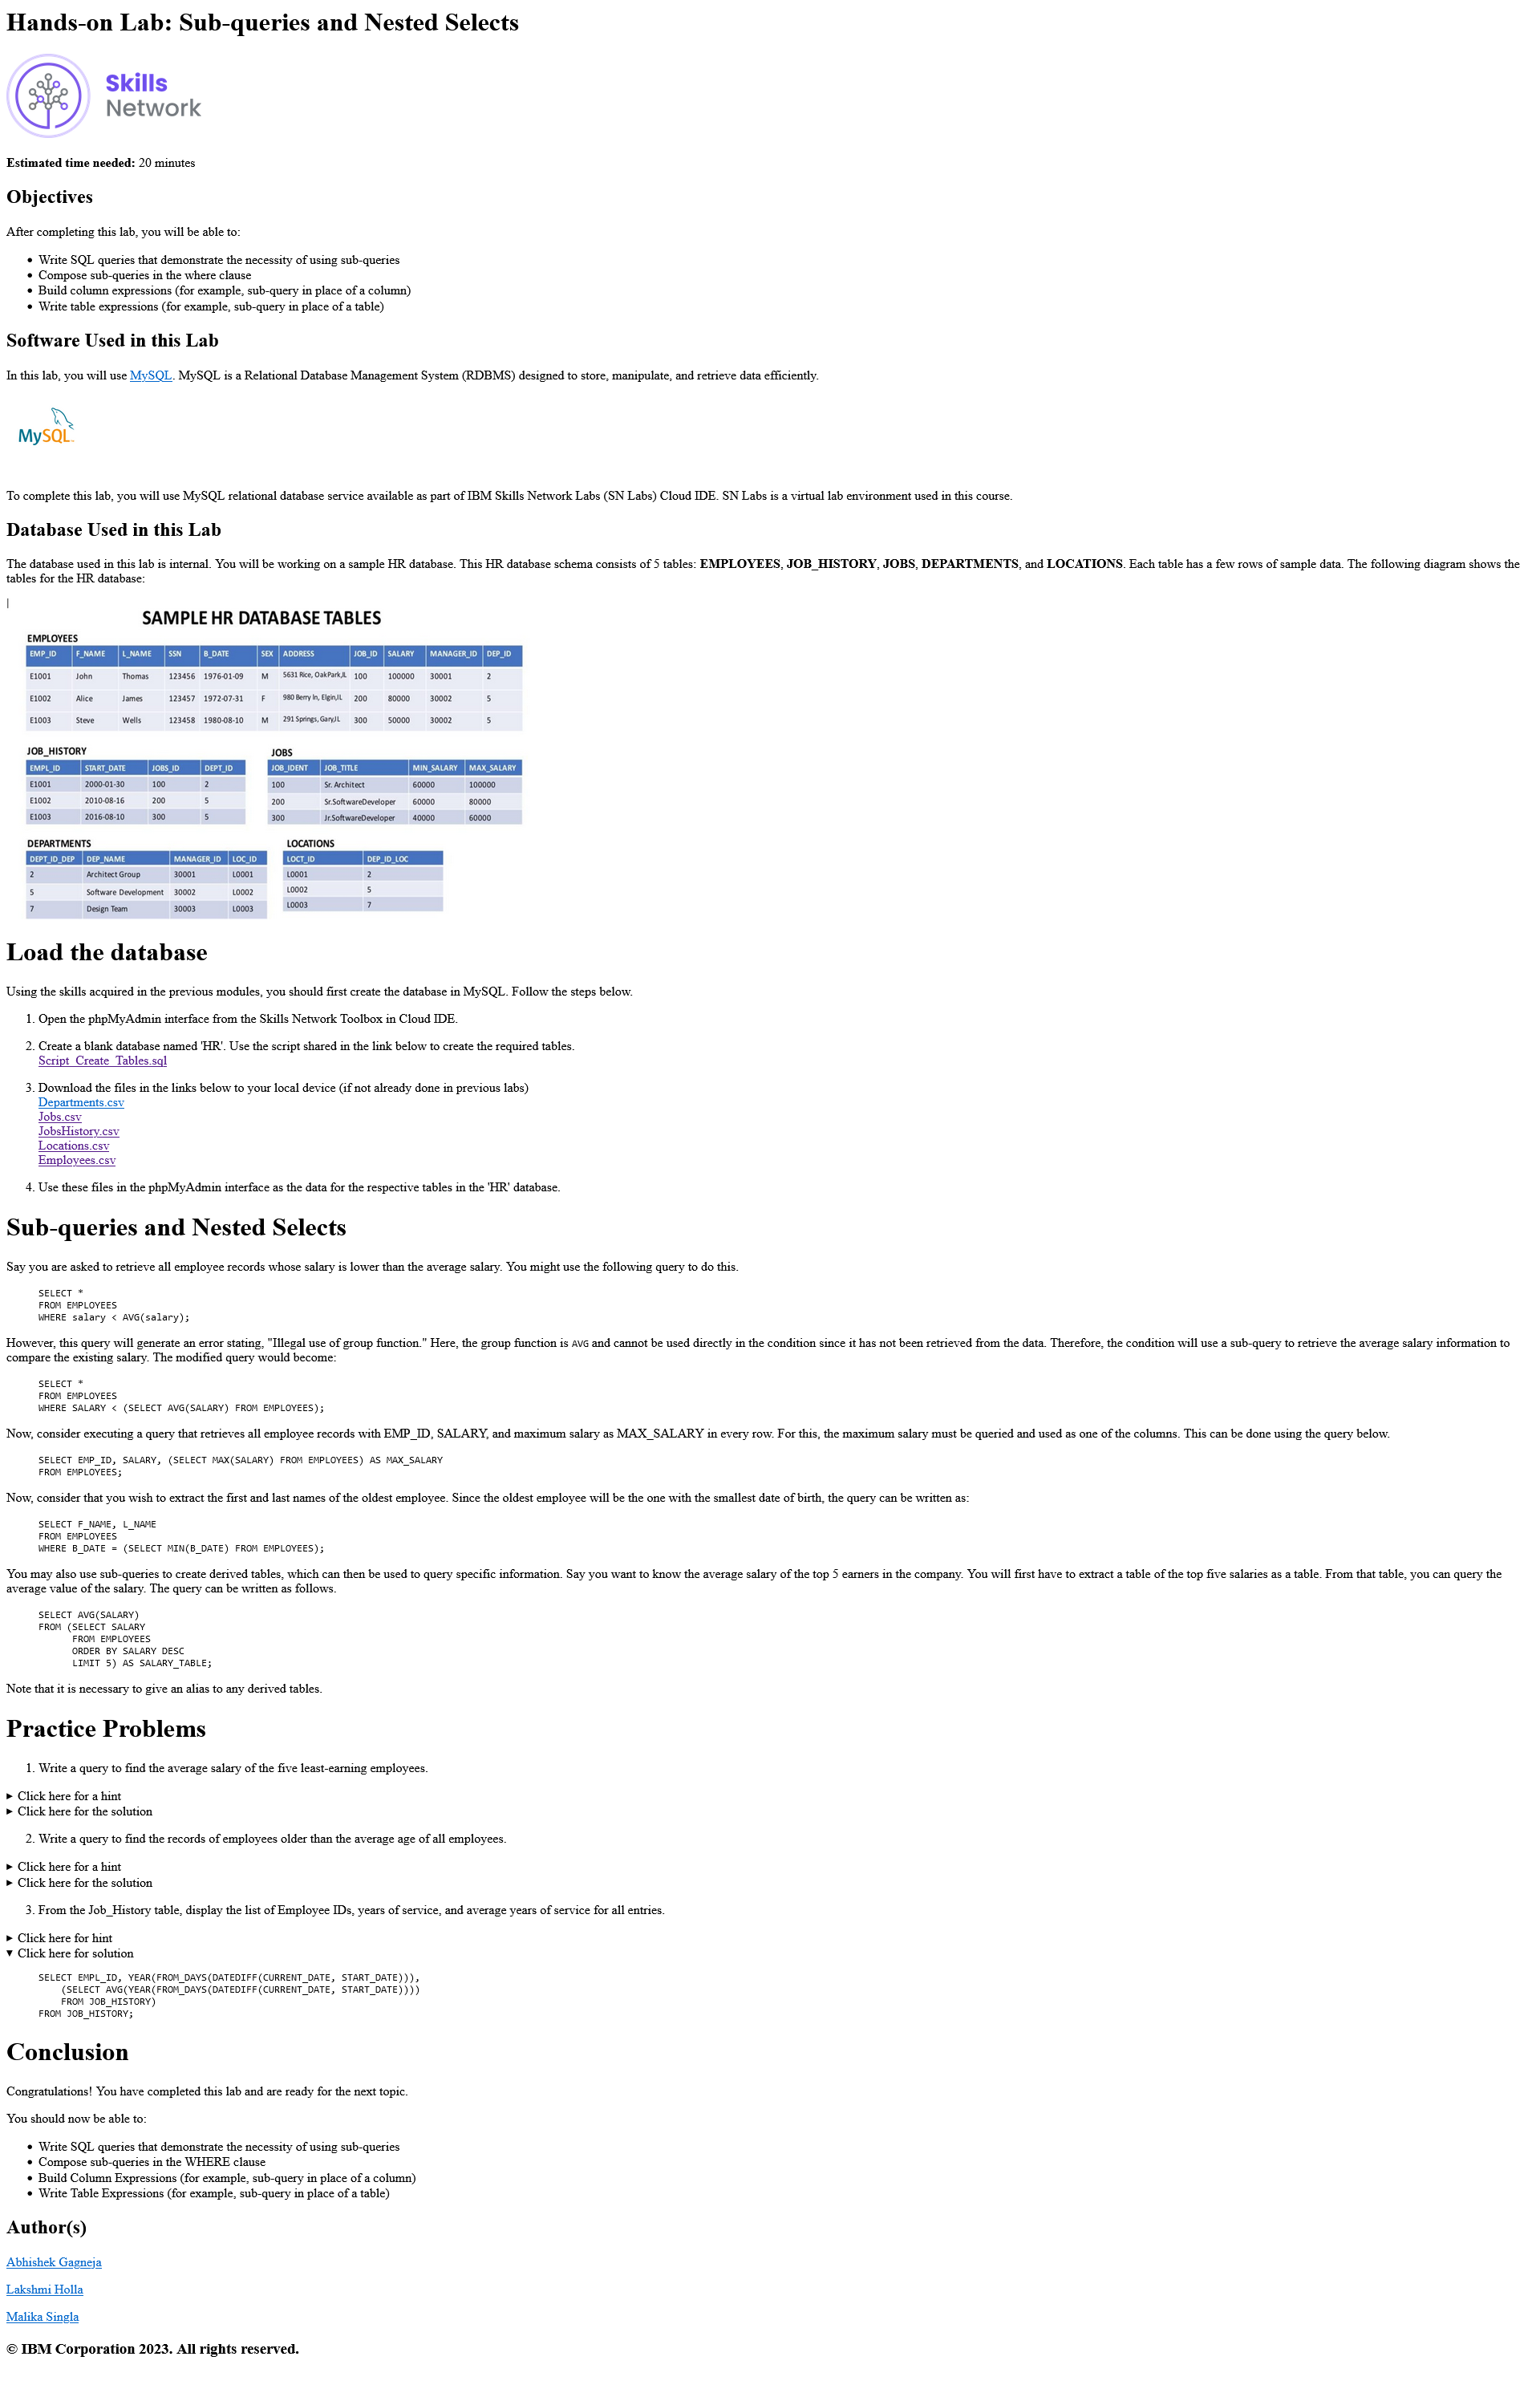 Hands-on Lab: Sub-queries and Nested Selects
Skills
Network
Estimated time needed: 20 minutes
Objectives
After completing this lab, you will be able to:
• Write SQL queries that demonstrate the necessity of using sub-queries
• Compose sub-queries in the where clause
• Build column expressions (for example, sub-query in place of a column)
• Write table expressions (for example, sub-query in place of a table)
Software Used in this Lab
In this lab, you will use MySQL. MySQL is a Relational Database Management System (RDBMS) designed to store, manipulate, and retrieve data efficiently.
MySQL
To complete this lab, you will use MySQL relational database service available as part of IBM Skills Network Labs (SN Labs) Cloud IDE. SN Labs is a virtual lab environment used in this course.
Database Used in this Lab
The database used in this lab is internal. You will be working on a sample HR database. This HR database schema consists of 5 tables: EMPLOYEES, JOB_HISTORY, JOBS, DEPARTMENTS, and LOCATIONS. Each table has a few rows of sample data. The following diagram shows the
tables for the HR database:
|
SAMPLE HR DATABASE TABLES
EMPLOYEES
EMP_ID F_NAME L_NAME SSN B_DATE SEX ADDRESS JOB_ID SALARY MANAGER_ID DEP_ID
E1001 John Thomas 123456 1976-01-09 M 5631 Rice, OakPark,IL 100 100000 30001 2
E1002 Alice James 123457 1972-07-31 F 980 Berry ln, Elgin,IL 200 80000 30002 5
E1003 Steve Wells 123458 1980-08-10 M 291 Springs, Gary,IL 300 50000 30002 5
JOB_HISTORY
EMPL_ID START_DATE JOBS_ID DEPT_ID
E1001 2000-01-30 100 2
E1002 2010-08-16 200 5
E1003 2016-08-10 300 5
JOBS
JOB_IDENT JOB_TITLE MIN_SALARY MAX_SALARY
100 Sr. Architect 60000 100000
200 Sr.SoftwareDeveloper 60000 80000
300 Jr.SoftwareDeveloper 40000 60000
DEPARTMENTS
DEPT_ID_DEP DEP_NAME MANAGER_ID LOC_ID
2 Architect Group 30001 L0001
5 Software Development 30002 L0002
7 Design Team 30003 L0003
LOCATIONS
LOCT_ID DEP_ID_LOC
L0001 2
L0002 5
L0003 7
Load the database
Using the skills acquired in the previous modules, you should first create the database in MySQL. Follow the steps below.
1. Open the phpMyAdmin interface from the Skills Network Toolbox in Cloud IDE.
2. Create a blank database named 'HR'. Use the script shared in the link below to create the required tables.
Script_Create_Tables.sql
3. Download the files in the links below to your local device (if not already done in previous labs)
Departments.csv
Jobs.csv
JobsHistory.csv
Locations.csv
Employees.csv
4. Use these files in the phpMyAdmin interface as the data for the respective tables in the 'HR' database.
Sub-queries and Nested Selects
Say you are asked to retrieve all employee records whose salary is lower than the average salary. You might use the following query to do this.
SELECT *
FROM EMPLOYEES
WHERE salary < AVG(salary);
However, this query will generate an error stating, "Illegal use of group function." Here, the group function is AVG and cannot be used directly in the condition since it has not been retrieved from the data. Therefore, the condition will use a sub-query to retrieve the average salary information to
compare the existing salary. The modified query would become:
SELECT *
FROM EMPLOYEES
WHERE SALARY < (SELECT AVG(SALARY) FROM EMPLOYEES);
Now, consider executing a query that retrieves all employee records with EMP_ID, SALARY, and maximum salary as MAX_SALARY in every row. For this, the maximum salary must be queried and used as one of the columns. This can be done using the query below.
SELECT EMP_ID, SALARY, (SELECT MAX(SALARY) FROM EMPLOYEES) AS MAX_SALARY
FROM EMPLOYEES;
Now, consider that you wish to extract the first and last names of the oldest employee. Since the oldest employee will be the one with the smallest date of birth, the query can be written as:
SELECT F_NAME, L_NAME
FROM EMPLOYEES
WHERE B_DATE = (SELECT MIN(B_DATE) FROM EMPLOYEES);
You may also use sub-queries to create derived tables, which can then be used to query specific information. Say you want to know the average salary of the top 5 earners in the company. You will first have to extract a table of the top five salaries as a table. From that table, you can query the
average value of the salary. The query can be written as follows.
SELECT AVG(SALARY)
FROM (SELECT SALARY
FROM EMPLOYEES
ORDER BY SALARY DESC
LIMIT 5) AS SALARY_TABLE;
Note that it is necessary to give an alias to any derived tables.
Practice Problems
1. Write a query to find the average salary of the five least-earning employees.
▸ Click here for a hint
▸ Click here for the solution
2. Write a query to find the records of employees older than the average age of all employees.
▸ Click here for a hint
▸ Click here for the solution
3. From the Job_History table, display the list of Employee IDs, years of service, and average years of service for all entries.
▸ Click here for hint
▾ Click here for solution
SELECT EMPL_ID, YEAR(FROM_DAYS(DATEDIFF(CURRENT_DATE, START_DATE))),
(SELECT AVG(YEAR(FROM_DAYS(DATEDIFF(CURRENT_DATE, START_DATE))))
FROM JOB_HISTORY)
FROM JOB_HISTORY;
Conclusion
Congratulations! You have completed this lab and are ready for the next topic.
You should now be able to:
• Write SQL queries that demonstrate the necessity of using sub-queries
• Compose sub-queries in the WHERE clause
• Build Column Expressions (for example, sub-query in place of a column)
• Write Table Expressions (for example, sub-query in place of a table)
Author(s)
Abhishek Gagneja
Lakshmi Holla
Malika Singla
© IBM Corporation 2023. All rights reserved.